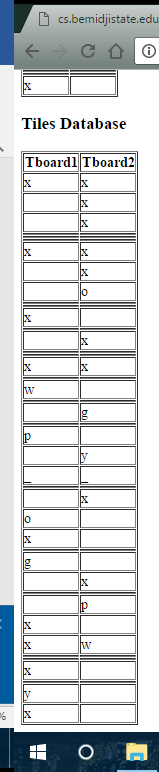 cs.bemidjistate.edu
x
Tiles Database
Tboard1 Tboard2
x x
x
x
x x
x
o
x
x
x x
w
g
p
y
_ _
x
o
x
g
x
p
x
x w
x
y
x
%